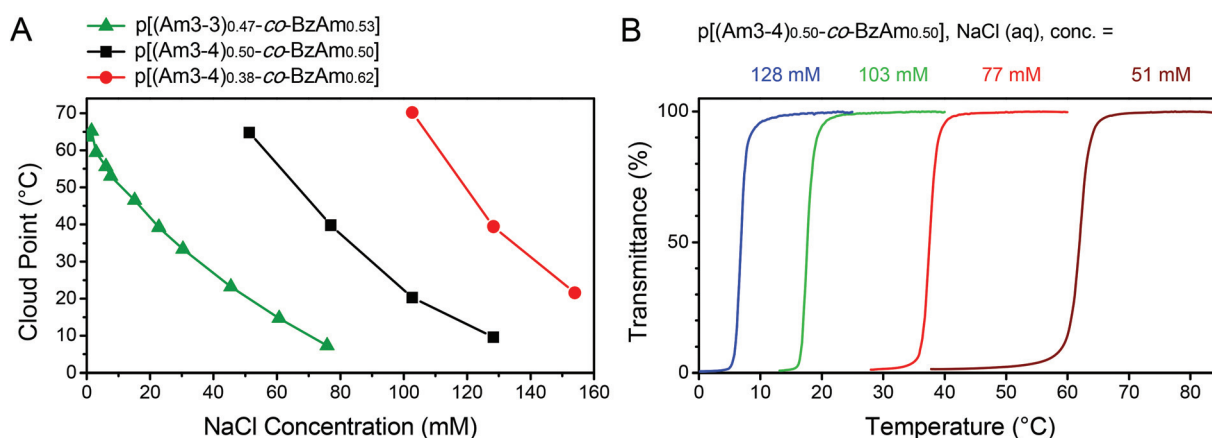 A
p[(Am3-3)0.47-co-BzAm0.53]
p[(Am3-4)0.50-co-BzAm0.50]
p[(Am3-4)0.38-co-BzAm0.62]
70
60
50
40
30
20
10
0
Cloud Point (°C)
0 20 40 60 80 100 120 140 160
NaCl Concentration (mM)
B
p[(Am3-4)0.50-co-BzAm0.50], NaCl (aq), conc. =
128 mM 103 mM 77 mM 51 mM
100
50
0
Transmittance (%)
0 10 20 30 40 50 60 70 80
Temperature (°C)